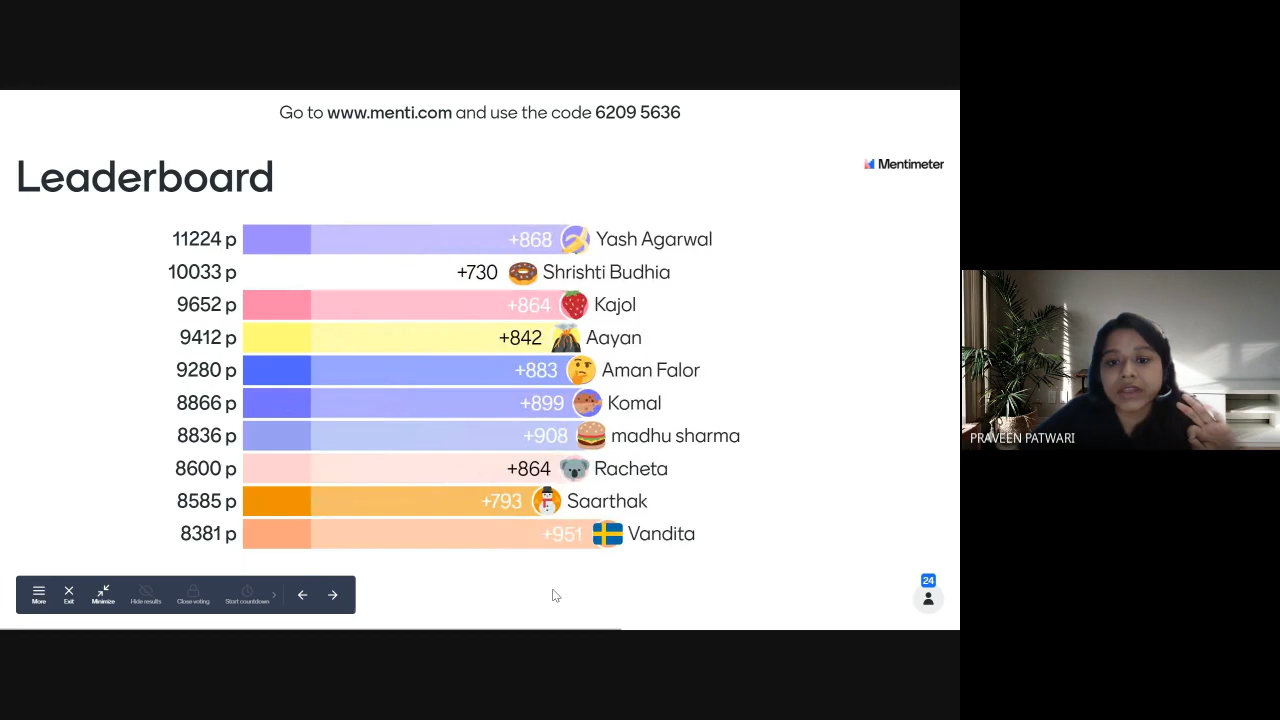 Go to www.menti.com and use the code 6209 5636
Leaderboard
Mentimeter
11224 p +868 Yash Agarwal
10033 p +730 Shrishti Budhia
9652 p +864 Kajol
9412 p +842 Aayan
9280 p +883 Aman Falor
8866 p +899 Komal
8836 p +908 madhu sharma
8600 p +864 Racheta
8585 p +793 Saarthak
8381 p +951 Vandita
PRAVEEN PATWARI
More Exit Minimize Hide results Close voting Start countdown
24